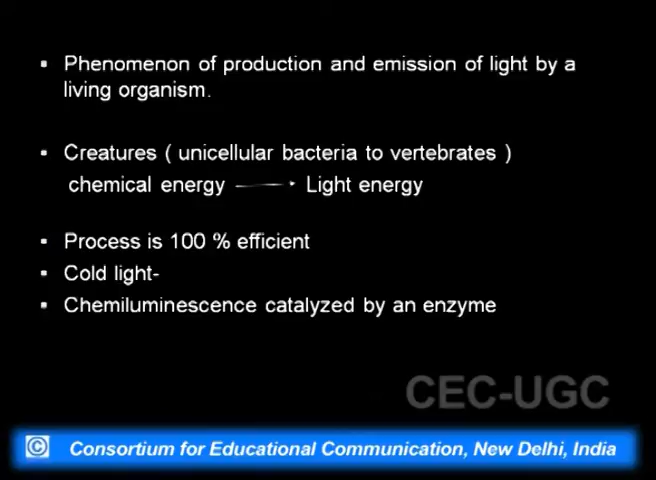 ▪ Phenomenon of production and emission of light by a
living organism.
▪ Creatures ( unicellular bacteria to vertebrates )
chemical energy ⟶ Light energy
▪ Process is 100 % efficient
▪ Cold light-
▪ Chemiluminescence catalyzed by an enzyme
CEC-UGC
© Consortium for Educational Communication, New Delhi, India